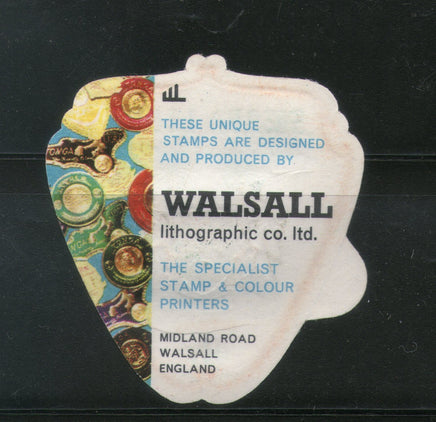 THESE UNIQUE
STAMPS ARE DESIGNED
AND PRODUCED BY
WALSALL
lithographic co. ltd.
THE SPECIALIST
STAMP & COLOUR
PRINTERS
MIDLAND ROAD
WALSALL
ENGLAND